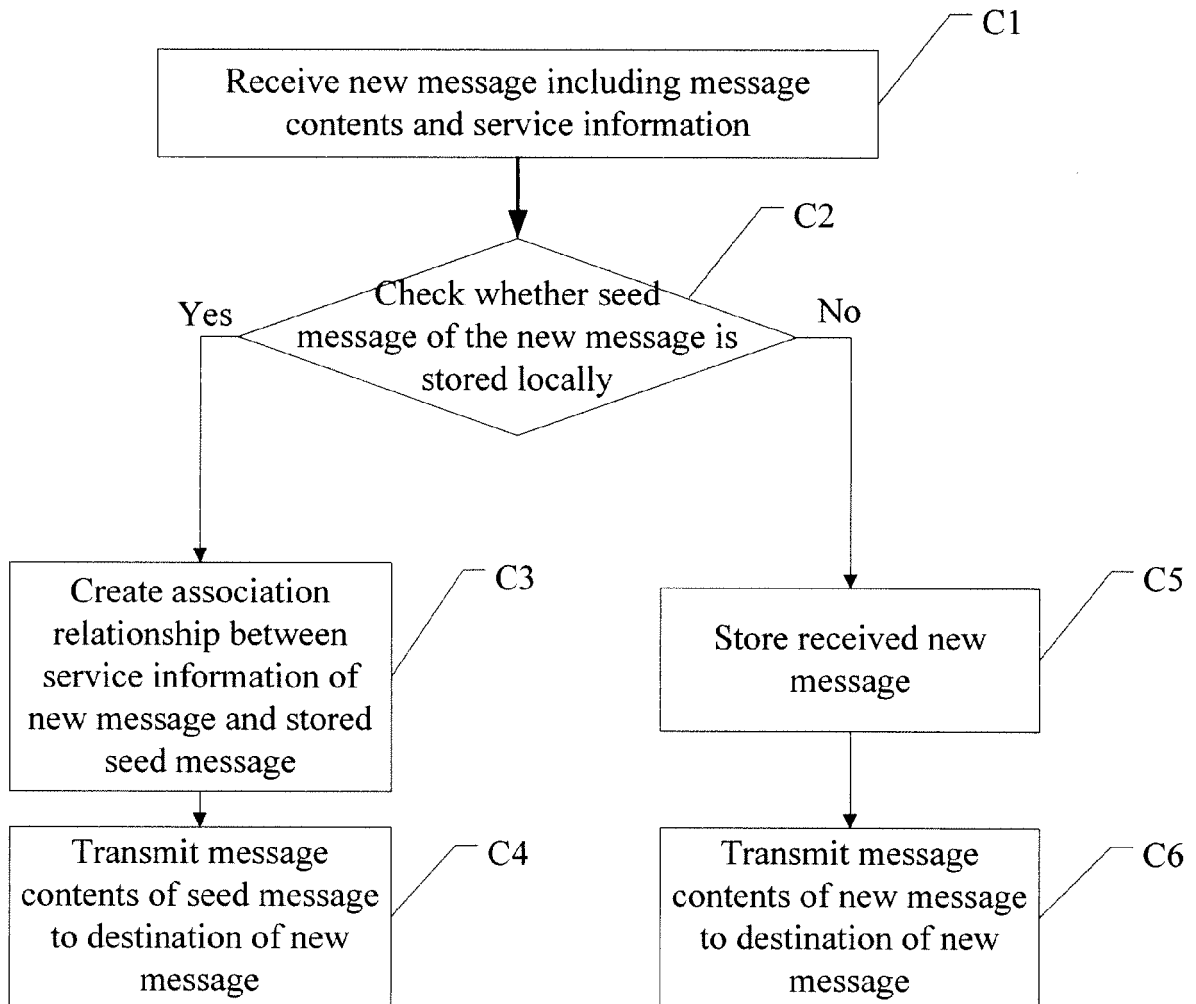 C1
Receive new message including message
contents and service information
C2
Check whether seed
message of the new message is
stored locally
Yes
No
C3
Create association
relationship between
service information of
new message and stored
seed message
C5
Store received new
message
C4
Transmit message
contents of seed message
to destination of new
message
C6
Transmit message
contents of new message
to destination of new
message